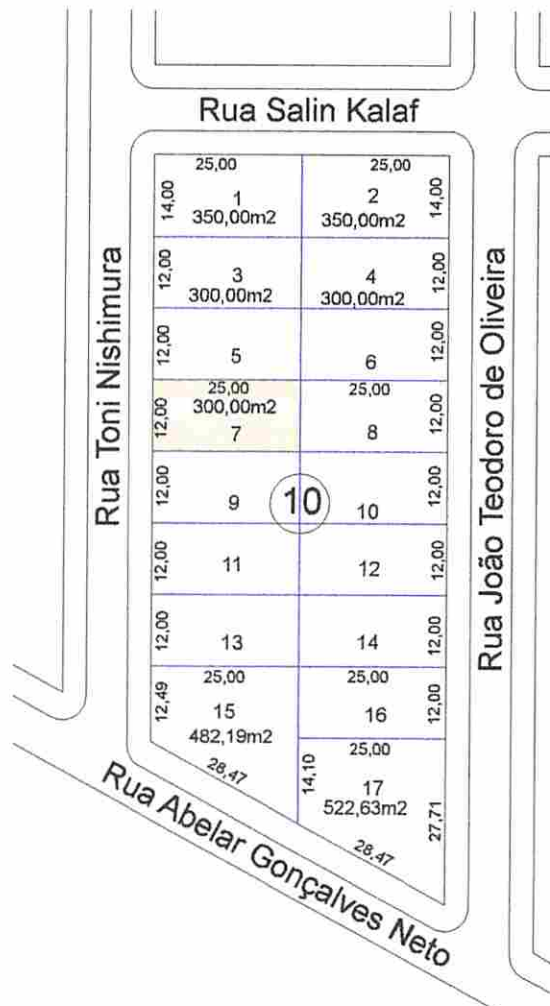 Rua Salin Kalaf
25,00 25,00
14,00 1 2 14,00
350,00m2 350,00m2
12,00 3 4 12,00
300,00m2 300,00m2
12,00 5 6 12,00
25,00 25,00
300,00m2
12,00 7 8 12,00
12,00 9 10 10 12,00
12,00 11 12 12,00
12,00 13 14 12,00
25,00 25,00
12,49 15 16 12,00
482,19m2
28,47 14,10 25,00
17
522,63m2 27,71
28,47
Rua Toni Nishimura
Rua João Teodoro de Oliveira
Rua Abelar Gonçalves Neto